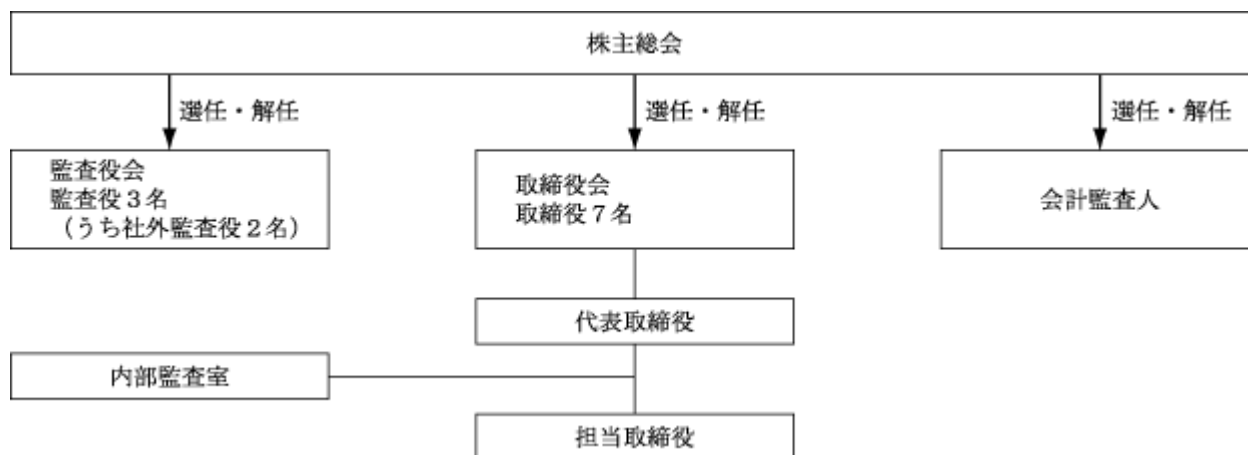 株主総会
選任・解任
選任・解任
選任・解任
監査役会
監査役３名
（うち社外監査役２名）
取締役会
取締役７名
会計監査人
代表取締役
内部監査室
担当取締役